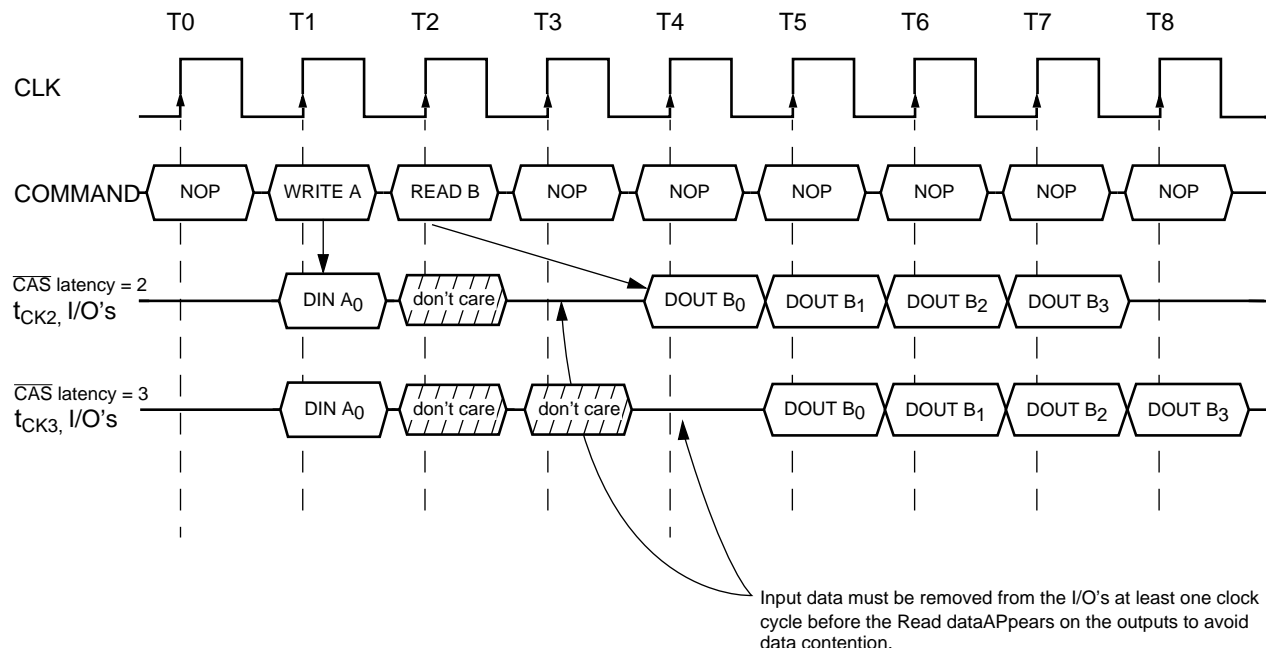 T0 T1 T2 T3 T4 T5 T6 T7 T8
CLK
COMMAND NOP WRITE A READ B NOP NOP NOP NOP NOP NOP
CAS latency = 2
tCK2, I/O's DIN A0 don't care DOUT B0 DOUT B1 DOUT B2 DOUT B3
CAS latency = 3
tCK3, I/O's DIN A0 don't care don't care DOUT B0 DOUT B1 DOUT B2 DOUT B3
Input data must be removed from the I/O's at least one clock
cycle before the Read dataAPpears on the outputs to avoid
data contention.